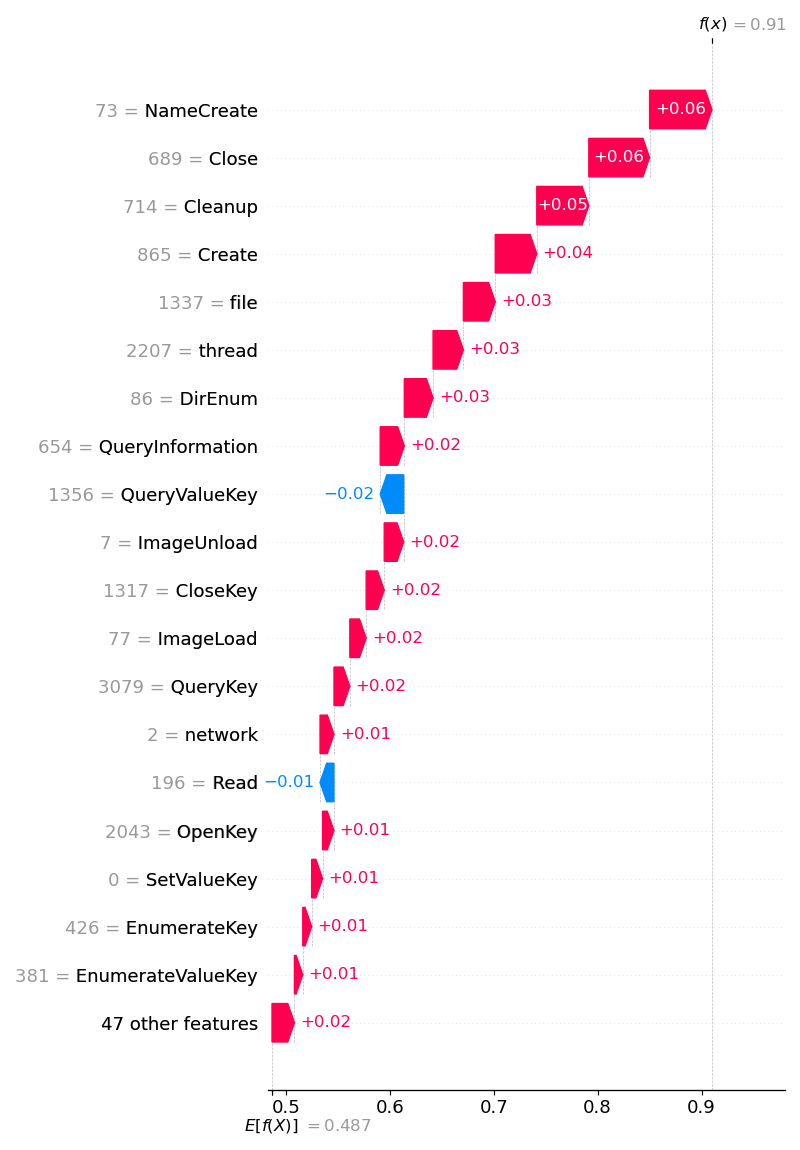 f(x) = 0.91
73 = NameCreate +0.06
689 = Close +0.06
714 = Cleanup +0.05
865 = Create +0.04
1337 = file +0.03
2207 = thread +0.03
86 = DirEnum +0.03
654 = QueryInformation +0.02
1356 = QueryValueKey −0.02
7 = ImageUnload +0.02
1317 = CloseKey +0.02
77 = ImageLoad +0.02
3079 = QueryKey +0.02
2 = network +0.01
196 = Read −0.01
2043 = OpenKey +0.01
0 = SetValueKey +0.01
426 = EnumerateKey +0.01
381 = EnumerateValueKey +0.01
47 other features +0.02
0.5 0.6 0.7 0.8 0.9
E[f(X)] = 0.487